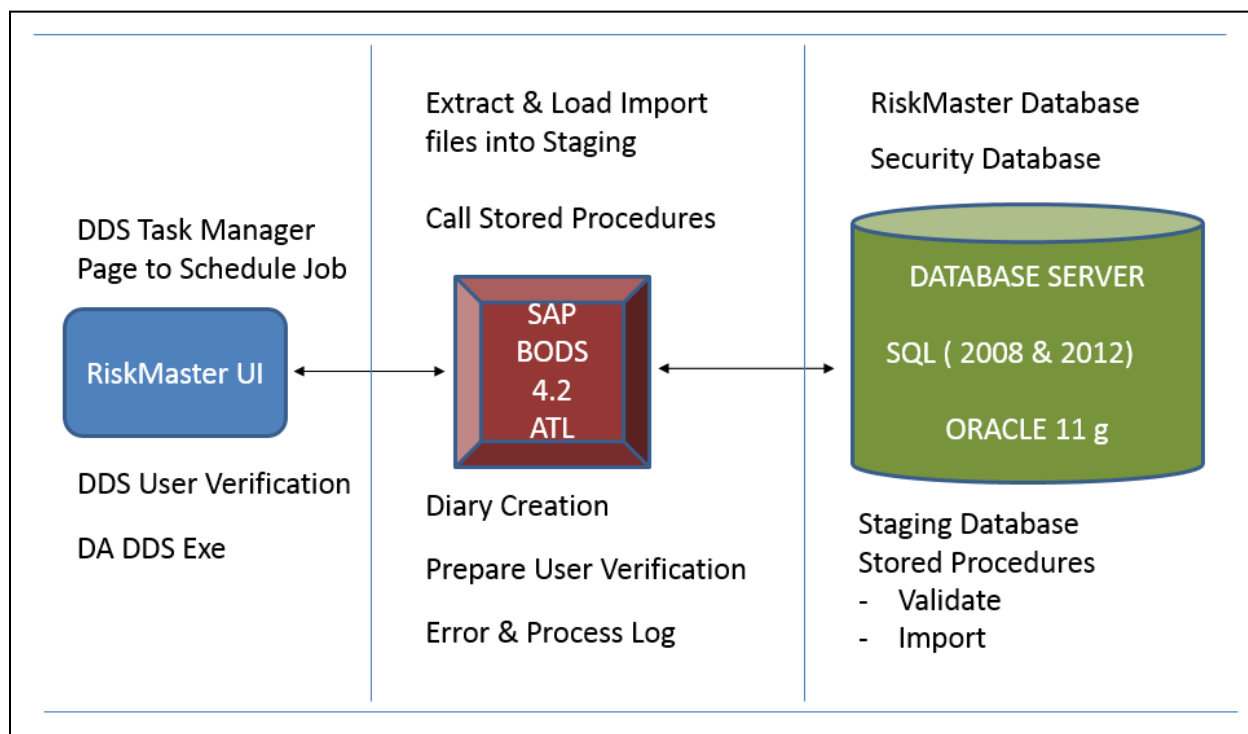 DDS Task Manager
Page to Schedule Job
RiskMaster UI
DDS User Verification
DA DDS Exe
Extract & Load Import
files into Staging
Call Stored Procedures
SAP
BODS
4.2
ATL
Diary Creation
Prepare User Verification
Error & Process Log
RiskMaster Database
Security Database
DATABASE SERVER
SQL ( 2008 & 2012)
ORACLE 11 g
Staging Database
Stored Procedures
- Validate
- Import